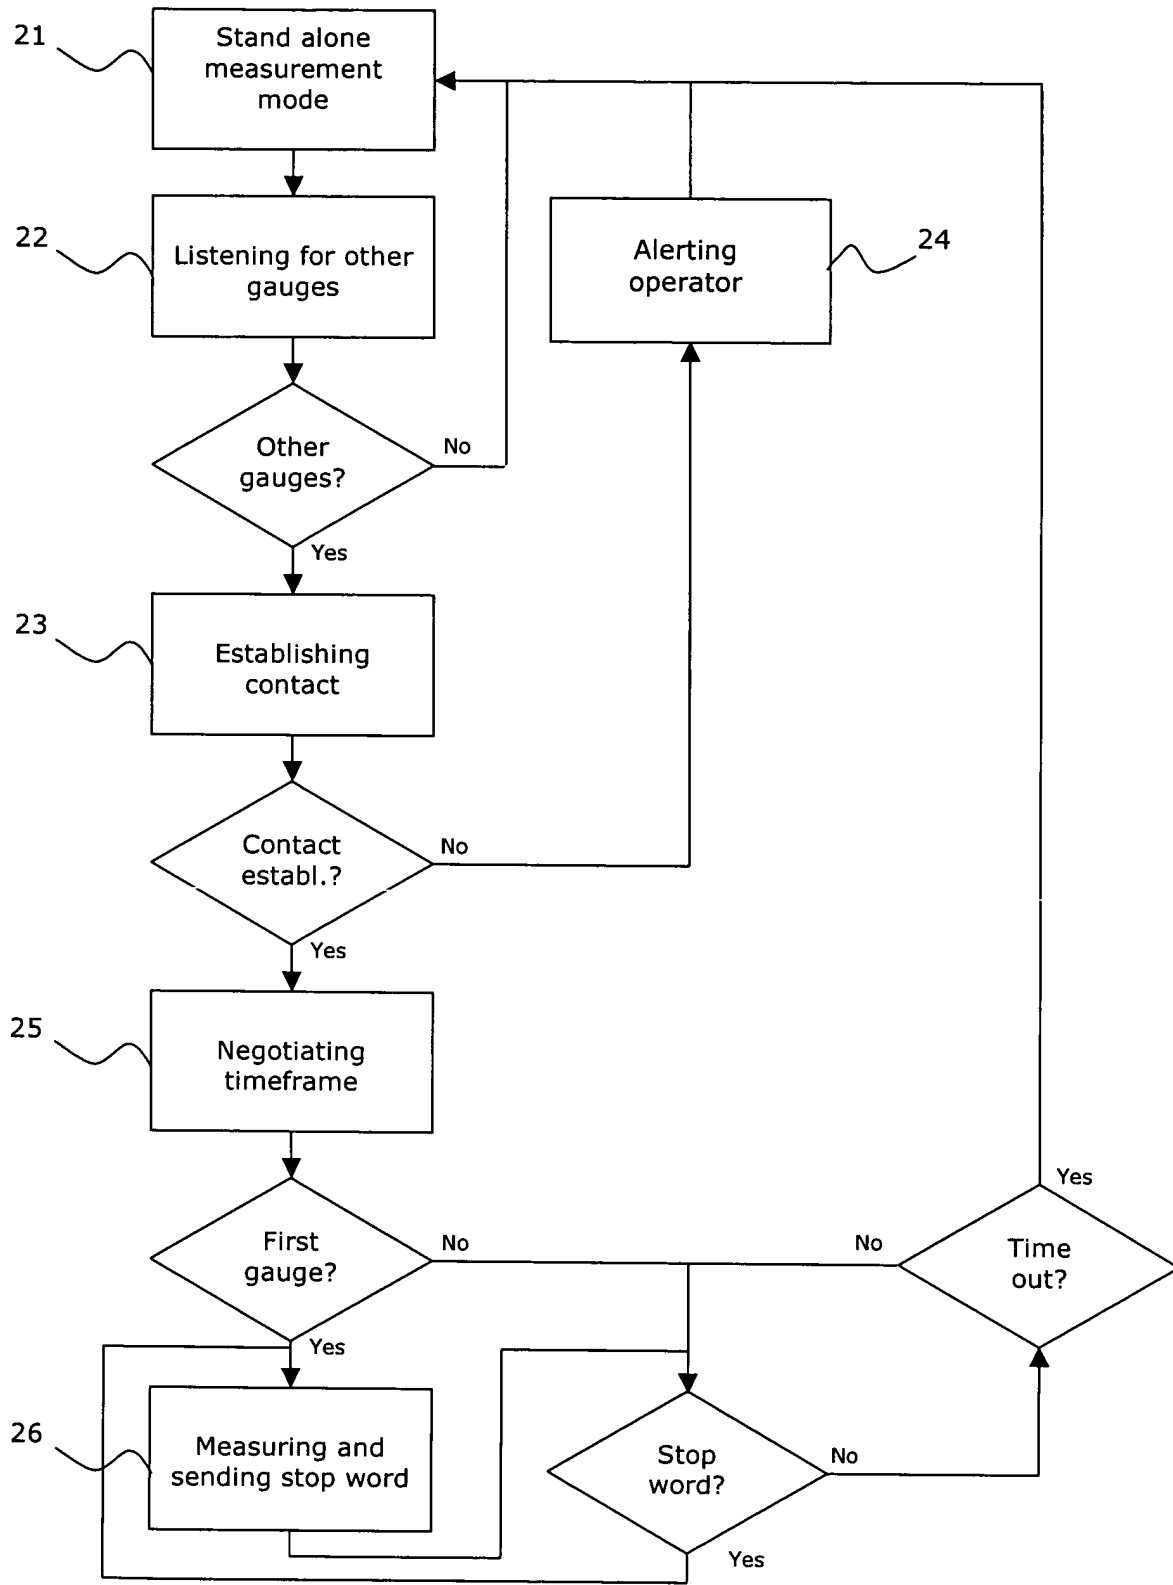 21
Stand alone
measurement
mode
22
Listening for other
gauges
Alerting
operator
24
Other
gauges?
No
Yes
23
Establishing
contact
Contact
establ.?
No
Yes
25
Negotiating
timeframe
First
gauge?
No
Yes
No
Time
out?
Yes
26
Measuring and
sending stop word
Stop
word?
No
Yes